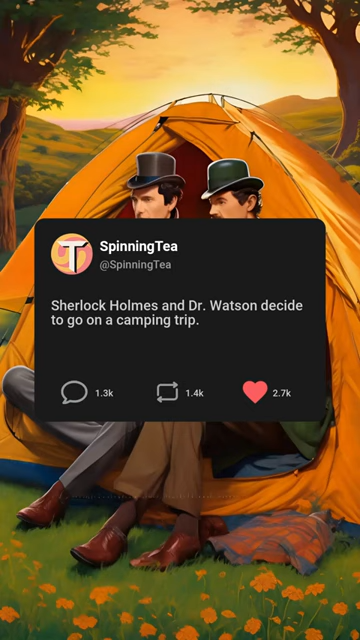 SpinningTea
@SpinningTea
Sherlock Holmes and Dr. Watson decide
to go on a camping trip.
1.3k 1.4k 2.7k